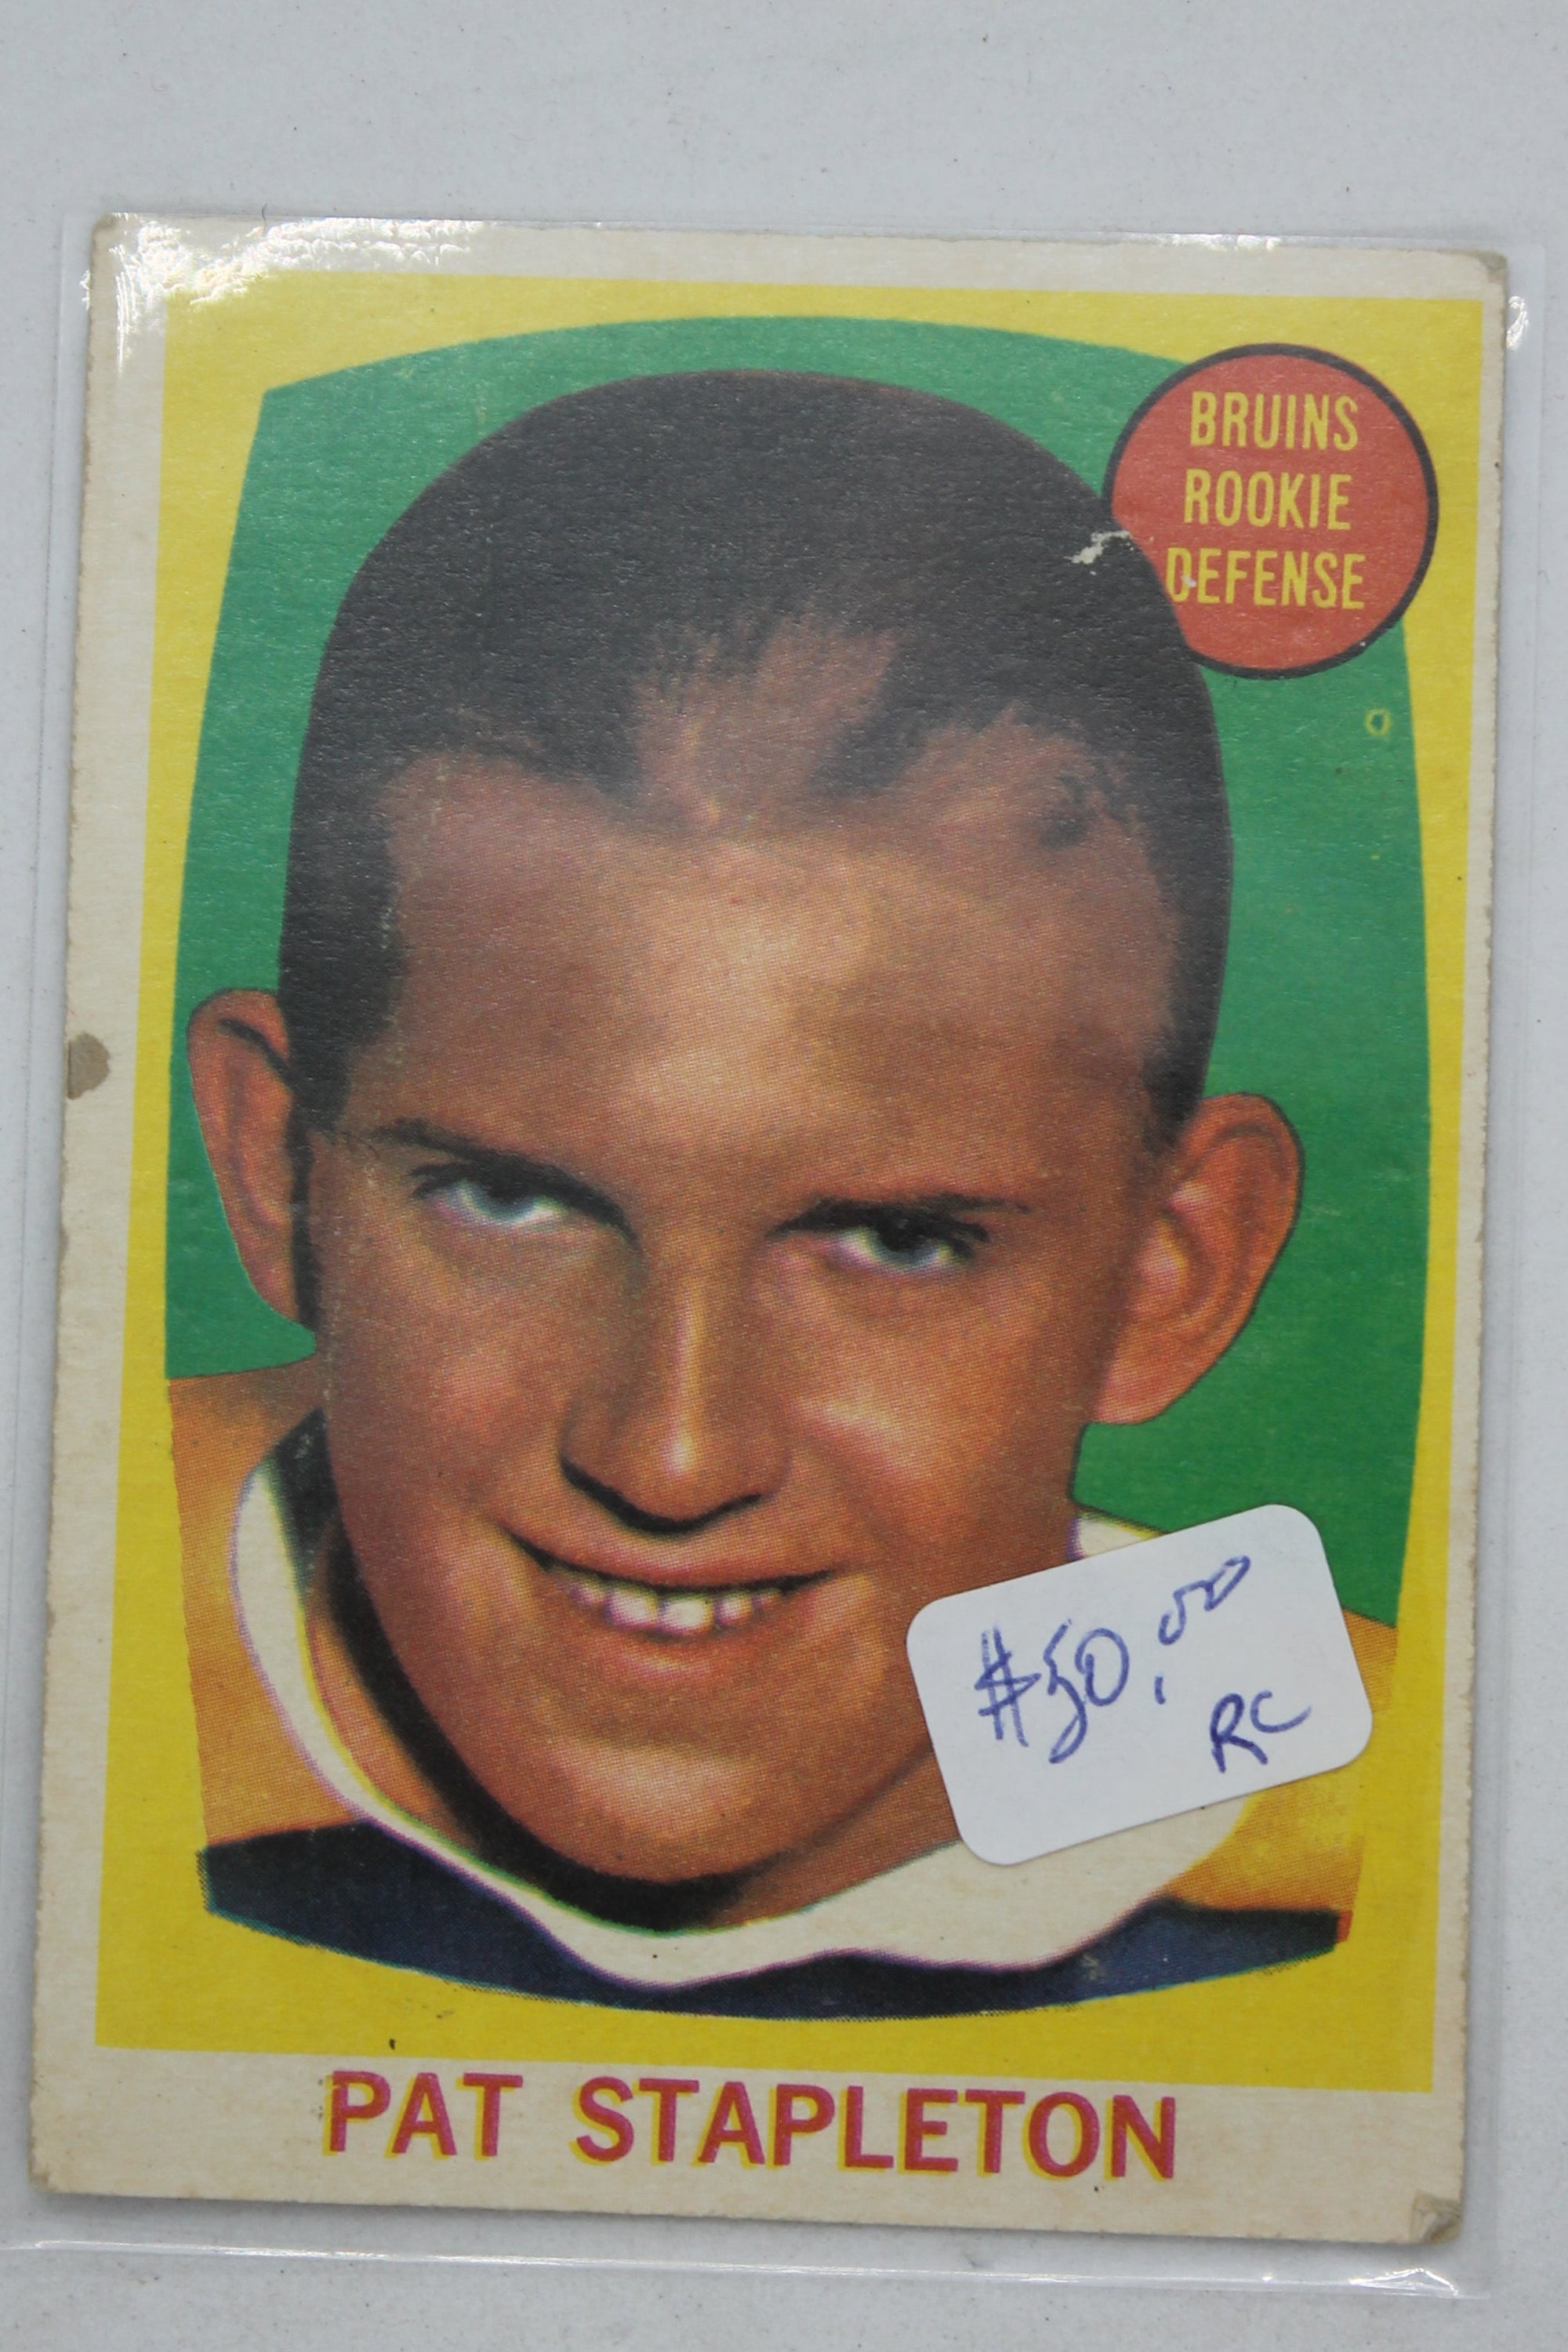 BRUINS
ROOKIE
DEFENSE
$50.00
RC
PAT STAPLETON